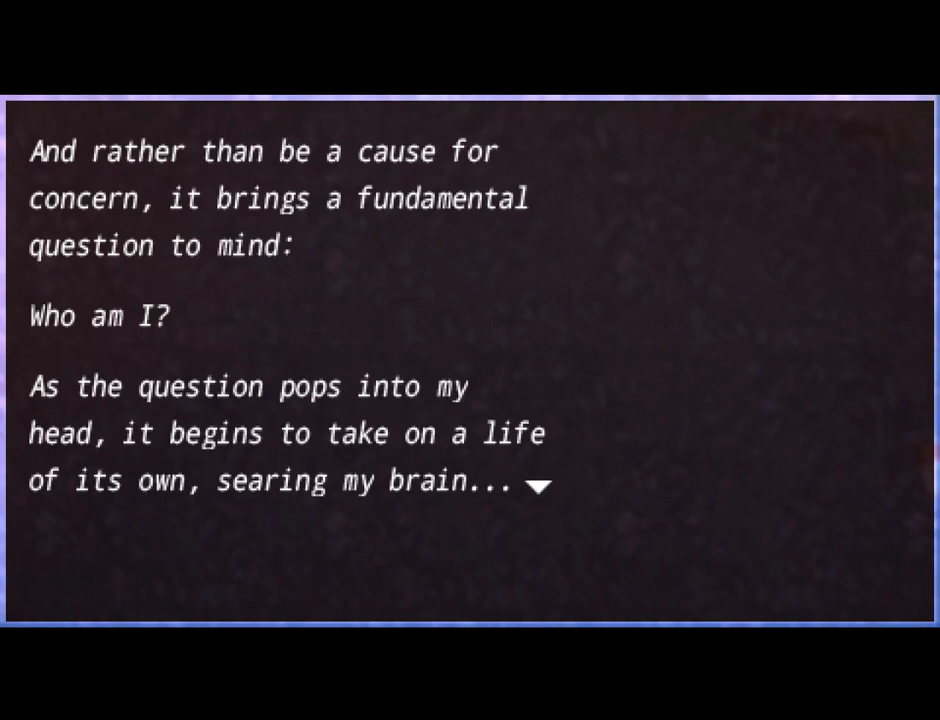 And rather than be a cause for
concern, it brings a fundamental
question to mind:
Who am I?
As the question pops into my
head, it begins to take on a life
of its own, searing my brain...